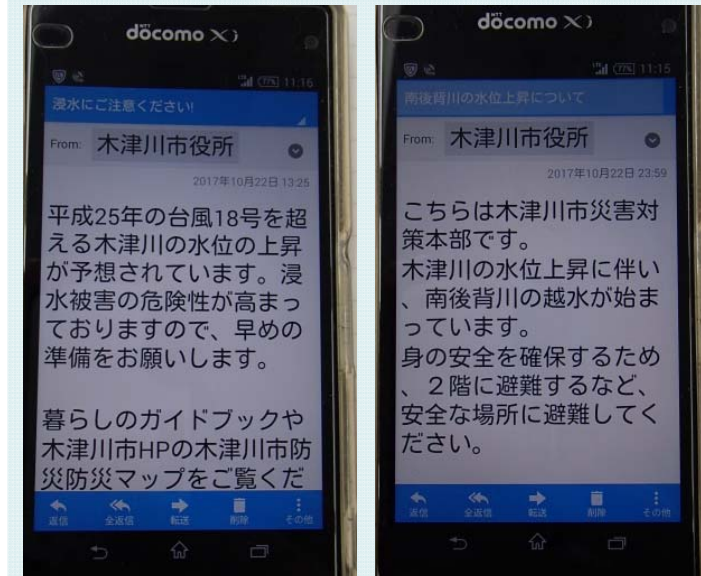 NTT
döcomo Xi
LTE 77% 11:16
浸水にご注意ください!
From: 木津川市役所
2017年10月22日 13:25
平成25年の台風18号を超
える木津川の水位の上昇
が予想されています。浸
水被害の危険性が高まっ
ておりますので、早めの
準備をお願いします。
暮らしのガイドブックや
木津川市HPの木津川市防
災防災マップをご覧くだ
返信 全返信 転送 削除 その他
NTT
döcomo Xi
LTE 77% 11:15
南後背川の水位上昇について
From: 木津川市役所
2017年10月22日 23:59
こちらは木津川市災害対
策本部です。
木津川の水位上昇に伴い
、南後背川の越水が始ま
っています。
身の安全を確保するため
、２階に避難するなど、
安全な場所に避難してく
ださい。
返信 全返信 転送 削除 その他